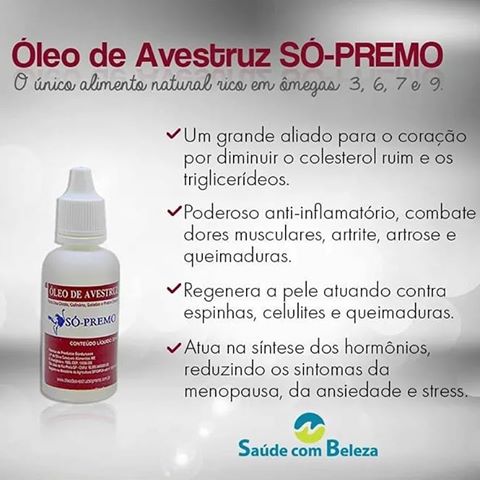 Óleo de Avestruz SÓ-PREMO
O único alimento natural rico em ômegas 3, 6, 7 e 9.
Um grande aliado para o coração
por diminuir o colesterol ruim e os
triglicerídeos.
Poderoso anti-inflamatório, combate
dores musculares, artrite, artrose e
queimaduras.
Regenera a pele atuando contra
espinhas, celulites e queimaduras.
Atua na síntese dos hormônios,
reduzindo os sintomas da
menopausa, da ansiedade e stress.
ÓLEO DE AVESTRUZ
SÓ-PREMO
CONTEÚDO LÍQUIDO
Saúde com Beleza